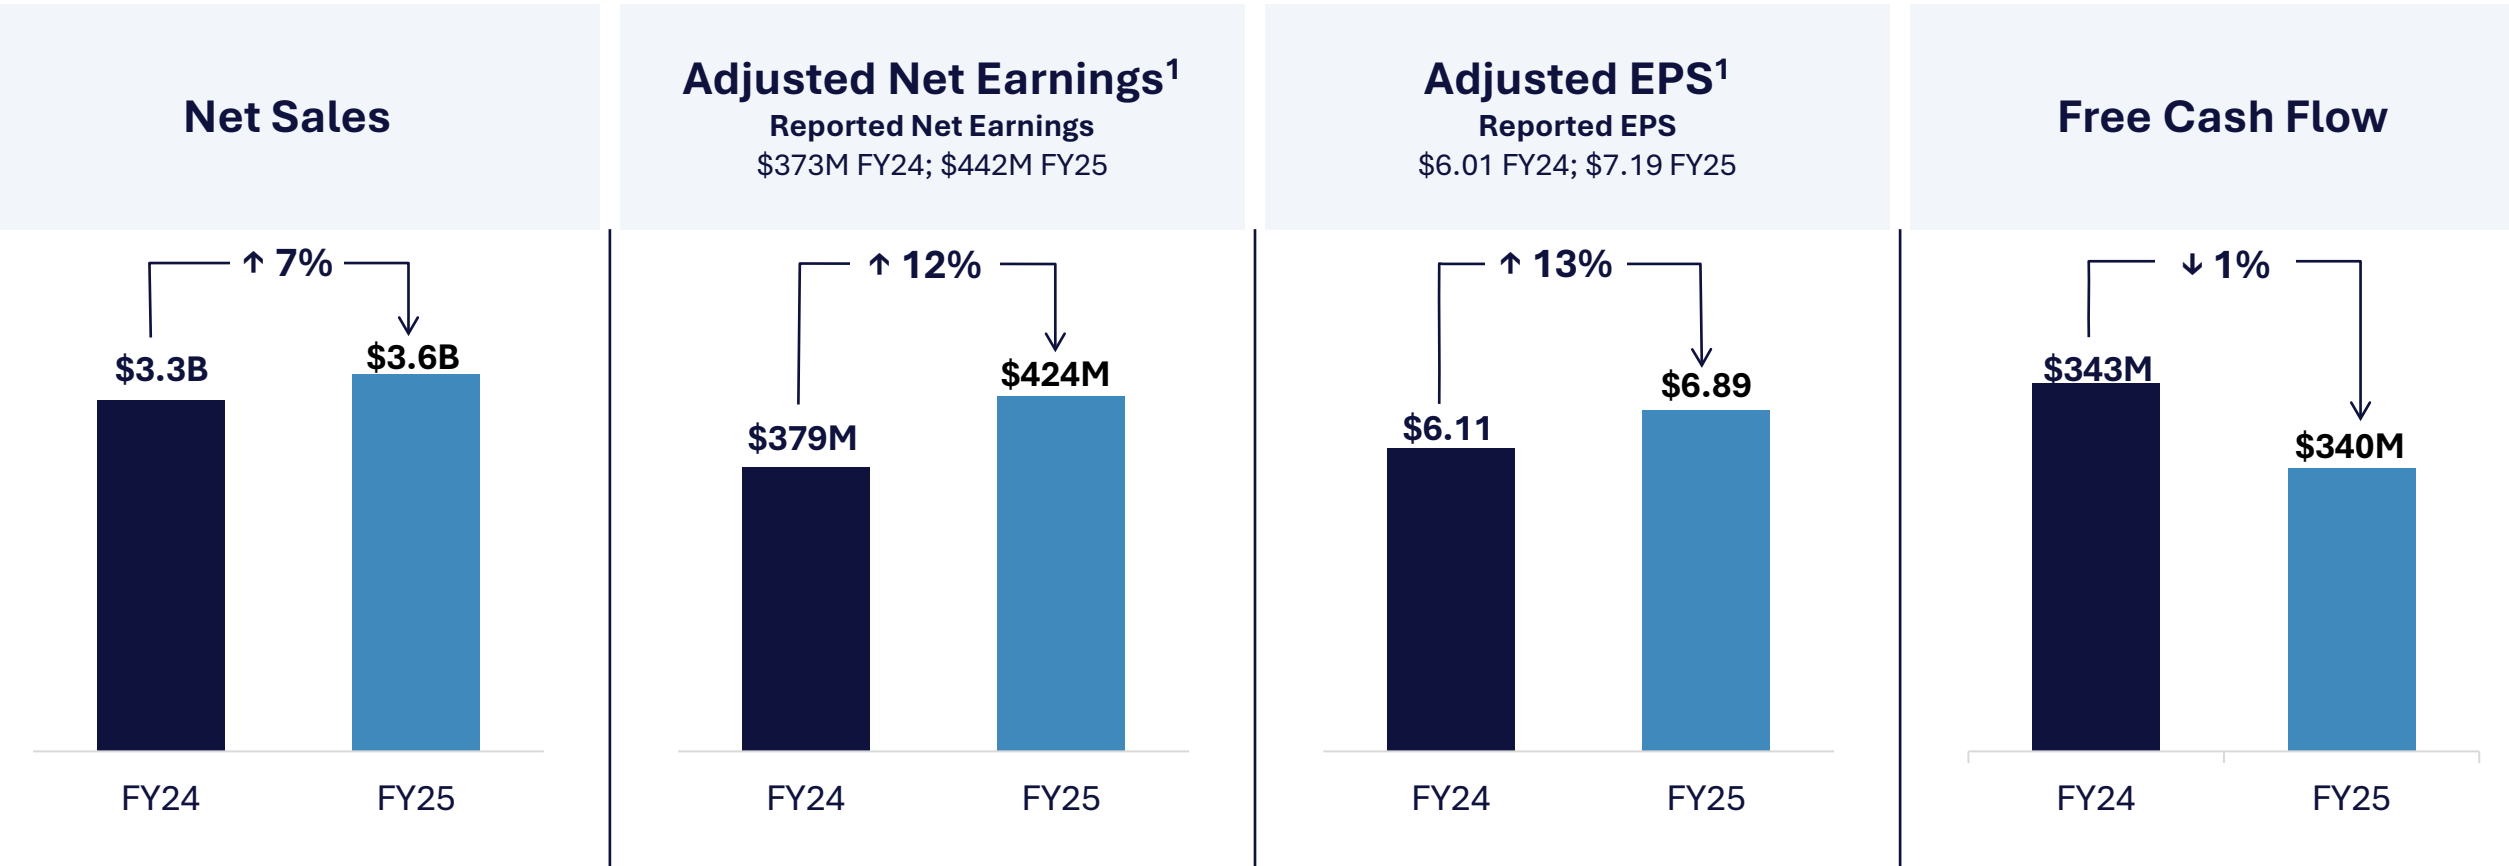 Net Sales
↑ 7%
$3.3B
$3.6B
FY24
FY25
Adjusted Net Earnings¹
Reported Net Earnings
$373M FY24; $442M FY25
↑ 12%
$379M
$424M
FY24
FY25
Adjusted EPS¹
Reported EPS
$6.01 FY24; $7.19 FY25
↑ 13%
$6.11
$6.89
FY24
FY25
Free Cash Flow
↓ 1%
$343M
$340M
FY24
FY25